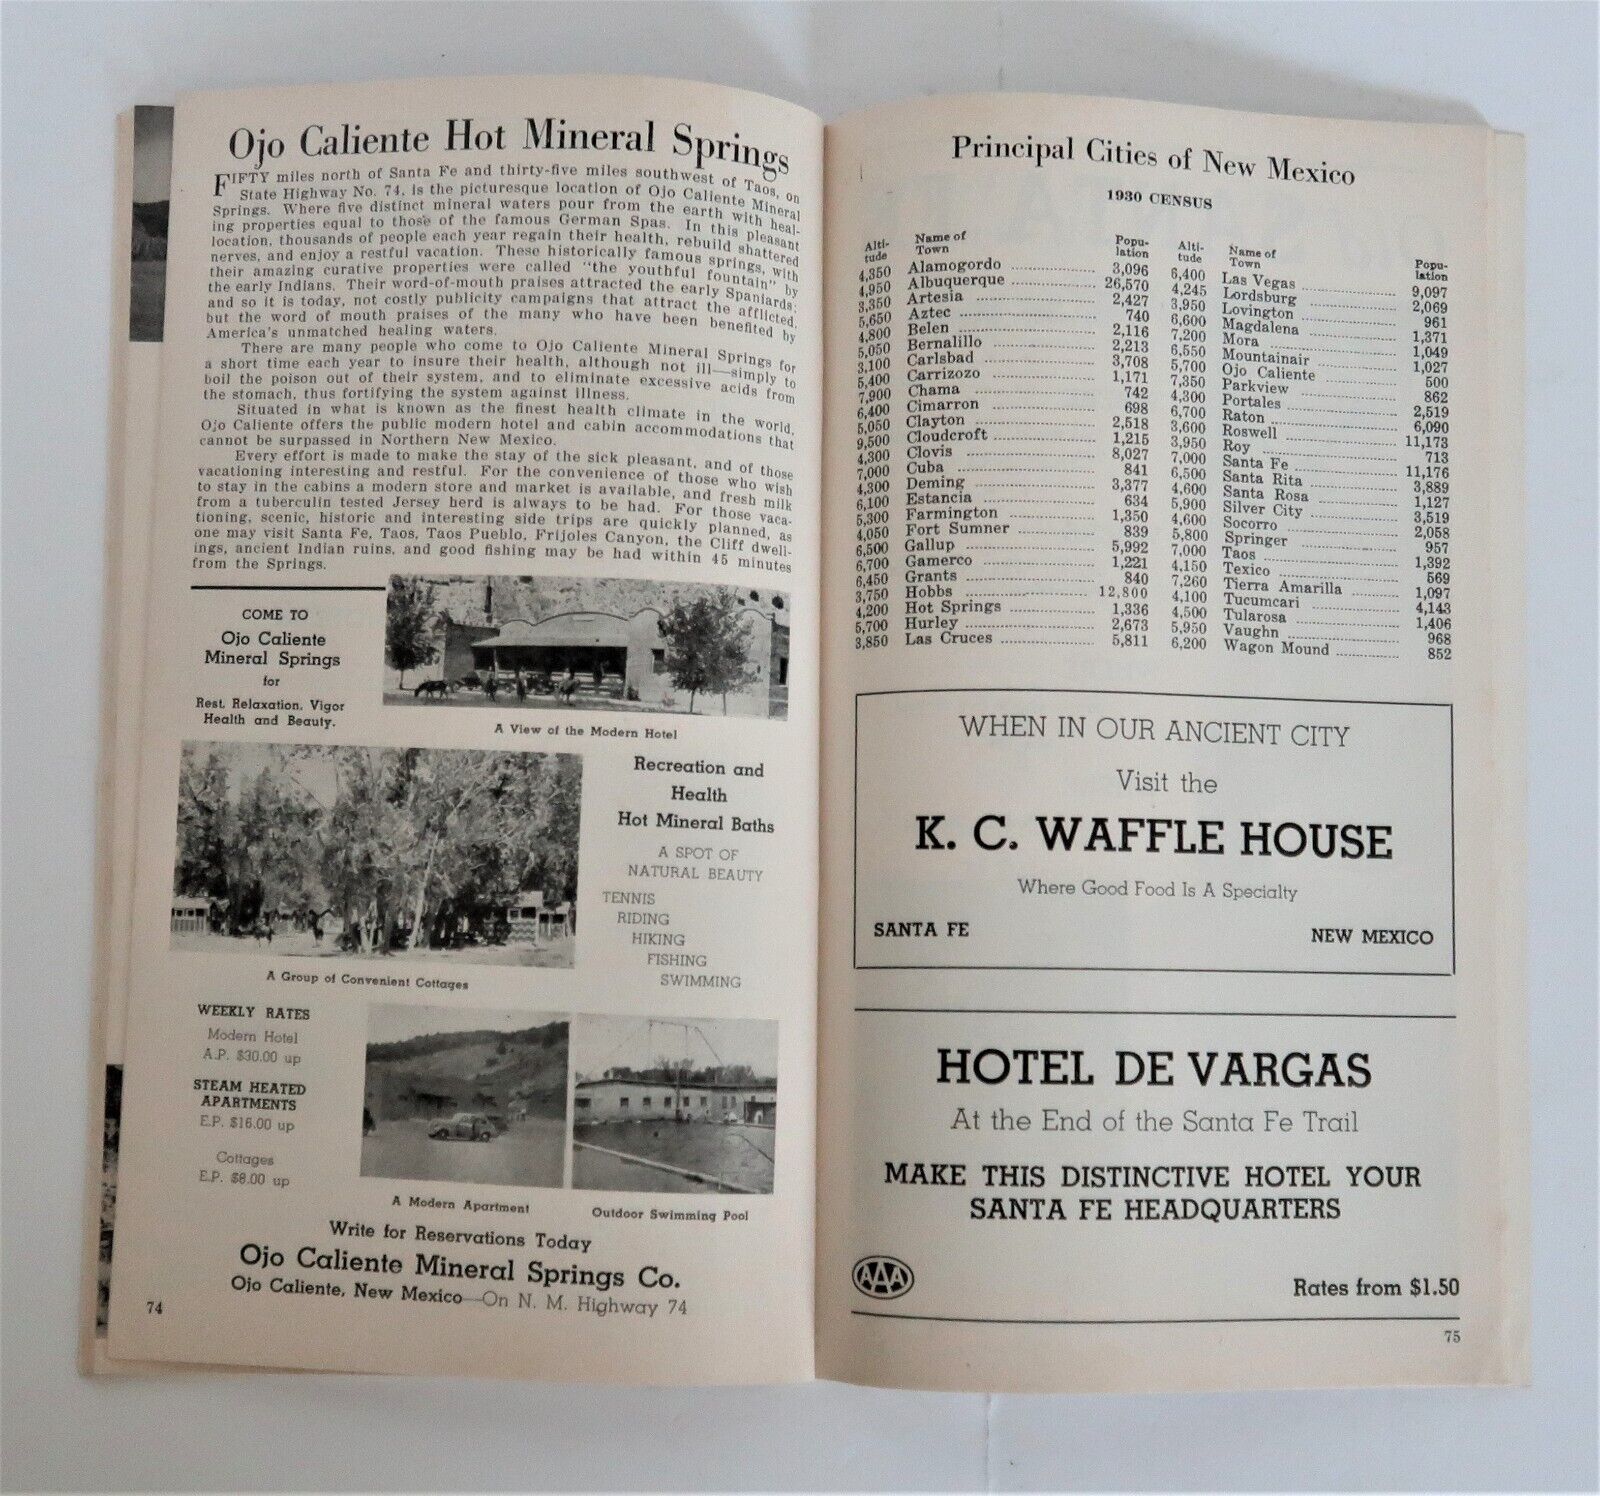 Ojo Caliente Hot Mineral Springs
FIFTY miles north of Santa Fe and thirty-five miles southwest of Taos, on
State Highway No. 74, is the picturesque location of Ojo Caliente Mineral
Springs. Where five distinct mineral waters pour from the earth with heal-
ing properties equal to those of the famous German Spas. In this pleasant
location, thousands of people each year regain their health, rebuild shattered
nerves, and enjoy a restful vacation. These historically famous springs, with
their amazing curative properties were called "the youthful fountain" by
the early Indians. Their word-of-mouth praises attracted the early Spaniards;
and so it is today, not costly publicity campaigns that attract the afflicted,
but the word of mouth praises of the many who have been benefited by
America's unmatched healing waters.
There are many people who come to Ojo Caliente Mineral Springs for
a short time each year to insure their health, although not ill—simply to
boil the poison out of their system, and to eliminate excessive acids from
the stomach, thus fortifying the system against illness.
Situated in what is known as the finest health climate in the world,
Ojo Caliente offers the public modern hotel and cabin accommodations that
cannot be surpassed in Northern New Mexico.
Every effort is made to make the stay of the sick pleasant, and of those
vacationing interesting and restful. For the convenience of those who wish
to stay in the cabins a modern store and market is available, and fresh milk
from a tuberculin tested Jersey herd is always to be had. For those vaca-
tioning, scenic, historic and interesting side trips are quickly planned, as
one may visit Santa Fe, Taos, Taos Pueblo, Frijoles Canyon, the Cliff dwell-
ings, ancient Indian ruins, and good fishing may be had within 45 minutes
from the Springs.
COME TO
Ojo Caliente
Mineral Springs
for
Rest, Relaxation, Vigor
Health and Beauty.
A View of the Modern Hotel
Recreation and
Health
Hot Mineral Baths
A SPOT OF
NATURAL BEAUTY
TENNIS
RIDING
HIKING
FISHING
SWIMMING
A Group of Convenient Cottages
WEEKLY RATES
Modern Hotel
A.P. $30.00 up
STEAM HEATED
APARTMENTS
E.P. $16.00 up
Cottages
E.P. $8.00 up
A Modern Apartment
Outdoor Swimming Pool
Write for Reservations Today
Ojo Caliente Mineral Springs Co.
Ojo Caliente, New Mexico—On N. M. Highway 74
74
Principal Cities of New Mexico
1930 CENSUS
Alti-tude Name of Town Popu-lation
4,350 Alamogordo 3,096
4,950 Albuquerque 26,570
3,350 Artesia 2,427
5,650 Aztec 740
4,800 Belen 2,116
5,050 Bernalillo 2,213
3,100 Carlsbad 3,708
5,400 Carrizozo 1,171
7,900 Chama 742
6,400 Cimarron 698
5,050 Clayton 2,518
9,500 Cloudcroft 1,215
4,300 Clovis 8,027
7,000 Cuba 841
4,300 Deming 3,377
6,100 Estancia 634
5,300 Farmington 1,350
4,050 Fort Sumner 839
6,500 Gallup 5,992
6,700 Gamerco 1,221
6,450 Grants 840
3,750 Hobbs 12,800
4,200 Hot Springs 1,336
5,700 Hurley 2,673
3,850 Las Cruces 5,811
Alti-tude Name of Town Popu-lation
6,400 Las Vegas 9,097
4,245 Lordsburg 2,069
3,950 Lovington 961
6,600 Magdalena 1,371
7,200 Mora 1,049
6,550 Mountainair 1,027
5,700 Ojo Caliente 500
7,350 Parkview 862
4,300 Portales 2,519
6,700 Raton 6,090
3,600 Roswell 11,173
3,950 Roy 713
7,000 Santa Fe 11,176
6,500 Santa Rita 3,889
4,600 Santa Rosa 1,127
5,900 Silver City 3,519
4,600 Socorro 2,058
5,800 Springer 957
7,000 Taos 1,392
4,150 Texico 569
7,260 Tierra Amarilla 1,097
4,100 Tucumcari 4,143
4,500 Tularosa 1,406
5,950 Vaughn 968
6,200 Wagon Mound 852
WHEN IN OUR ANCIENT CITY
Visit the
K. C. WAFFLE HOUSE
Where Good Food Is A Specialty
SANTA FE NEW MEXICO
HOTEL DE VARGAS
At the End of the Santa Fe Trail
MAKE THIS DISTINCTIVE HOTEL YOUR
SANTA FE HEADQUARTERS
AAA
Rates from $1.50
75